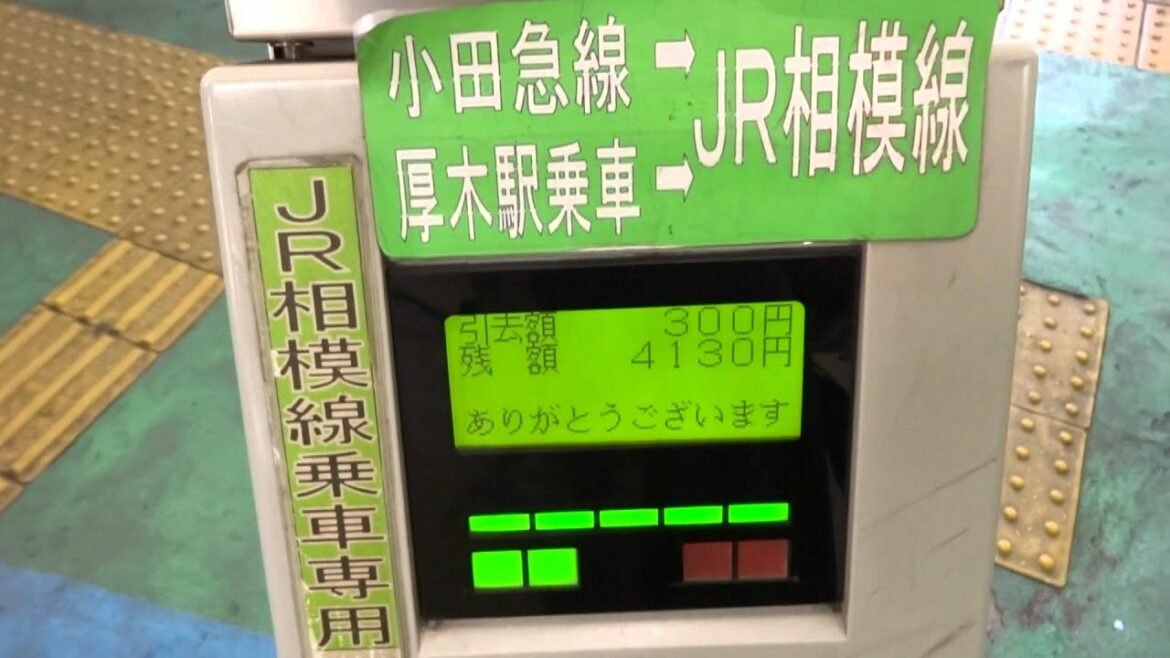 小田急線➡JR相模線
厚木駅乗車➡
JR相模線乗車専用
引去額 300円
残 額 4130円
ありがとうございます